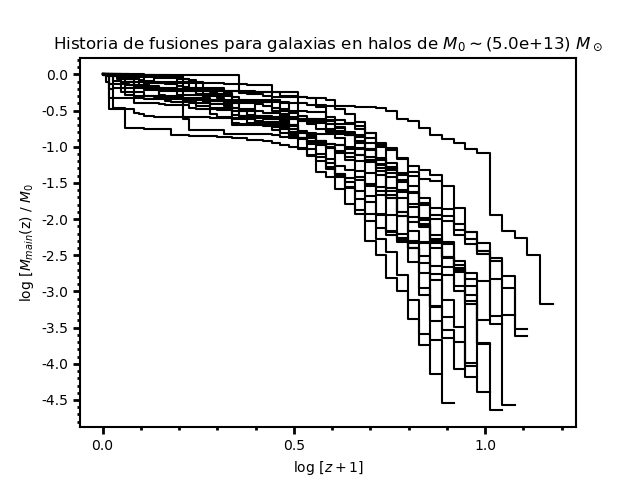 Historia de fusiones para galaxias en halos de M₀ ~ (5.0e+13) M☉
0.0
-0.5
-1.0
-1.5
-2.0
-2.5
-3.0
-3.5
-4.0
-4.5
log [M_main(z) / M₀
0.0 0.5 1.0
log [z + 1]